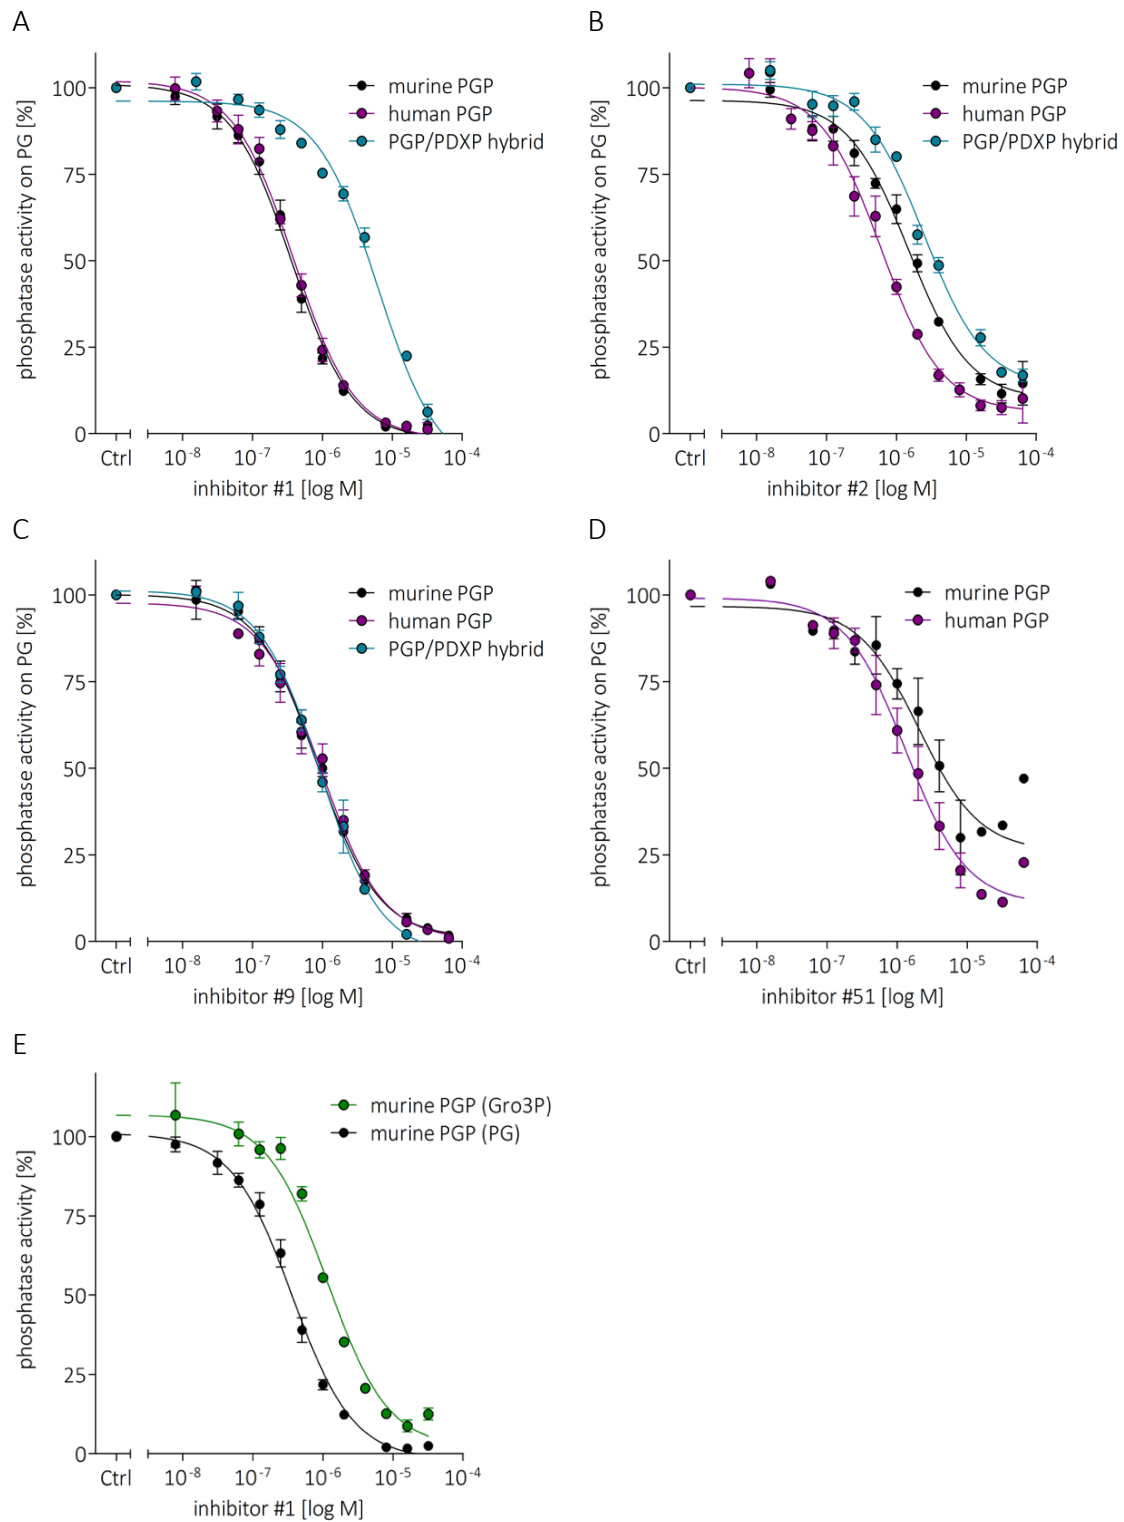 A
phosphatase activity on PG [%]
100
75
50
25
0
murine PGP
human PGP
PGP/PDXP hybrid
Ctrl 10⁻⁸ 10⁻⁷ 10⁻⁶ 10⁻⁵ 10⁻⁴
inhibitor #1 [log M]
B
phosphatase activity on PG [%]
100
75
50
25
0
murine PGP
human PGP
PGP/PDXP hybrid
Ctrl 10⁻⁸ 10⁻⁷ 10⁻⁶ 10⁻⁵ 10⁻⁴
inhibitor #2 [log M]
C
phosphatase activity on PG [%]
100
75
50
25
0
murine PGP
human PGP
PGP/PDXP hybrid
Ctrl 10⁻⁸ 10⁻⁷ 10⁻⁶ 10⁻⁵ 10⁻⁴
inhibitor #9 [log M]
D
phosphatase activity on PG [%]
100
75
50
25
0
murine PGP
human PGP
Ctrl 10⁻⁸ 10⁻⁷ 10⁻⁶ 10⁻⁵ 10⁻⁴
inhibitor #51 [log M]
E
phosphatase activity [%]
100
75
50
25
0
murine PGP (Gro3P)
murine PGP (PG)
Ctrl 10⁻⁸ 10⁻⁷ 10⁻⁶ 10⁻⁵ 10⁻⁴
inhibitor #1 [log M]